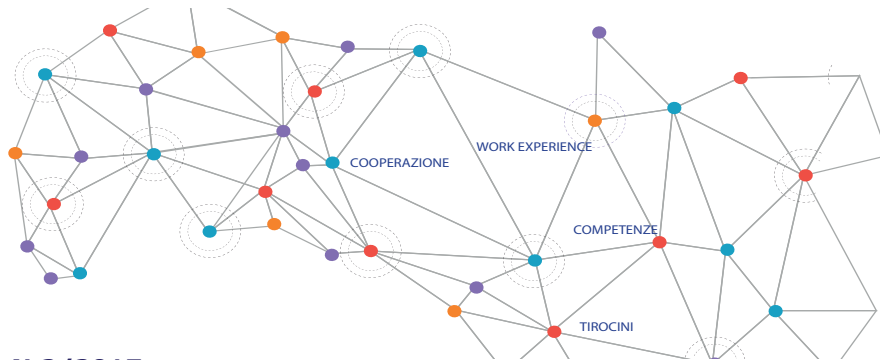 WORK EXPERIENCE
COOPERAZIONE
COMPETENZE
TIROCINI